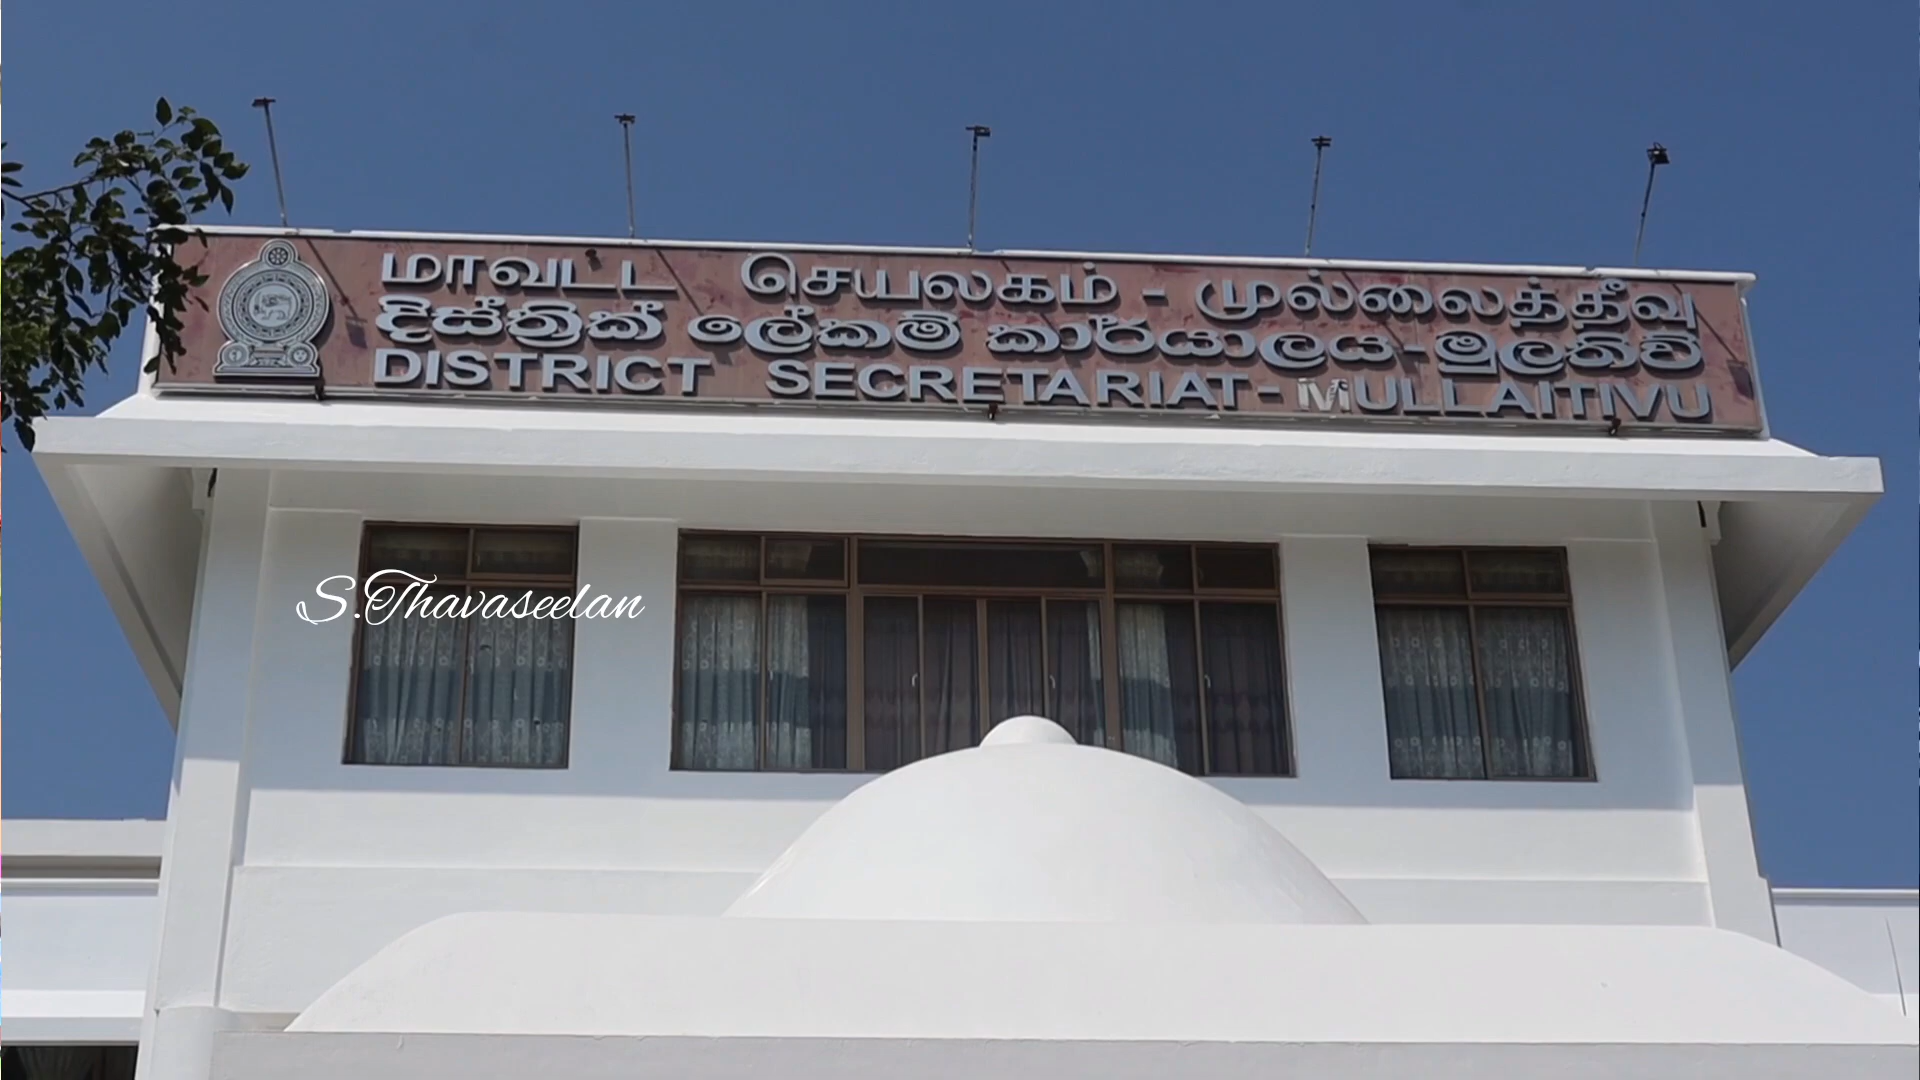 மாவட்ட செயலகம் - முல்லைத்தீவு
දිස්ත්‍රික් ලේකම් කාර්යාලය - මුලතිව්
DISTRICT SECRETARIAT - MULLAITIVU
S.Thavaseelan